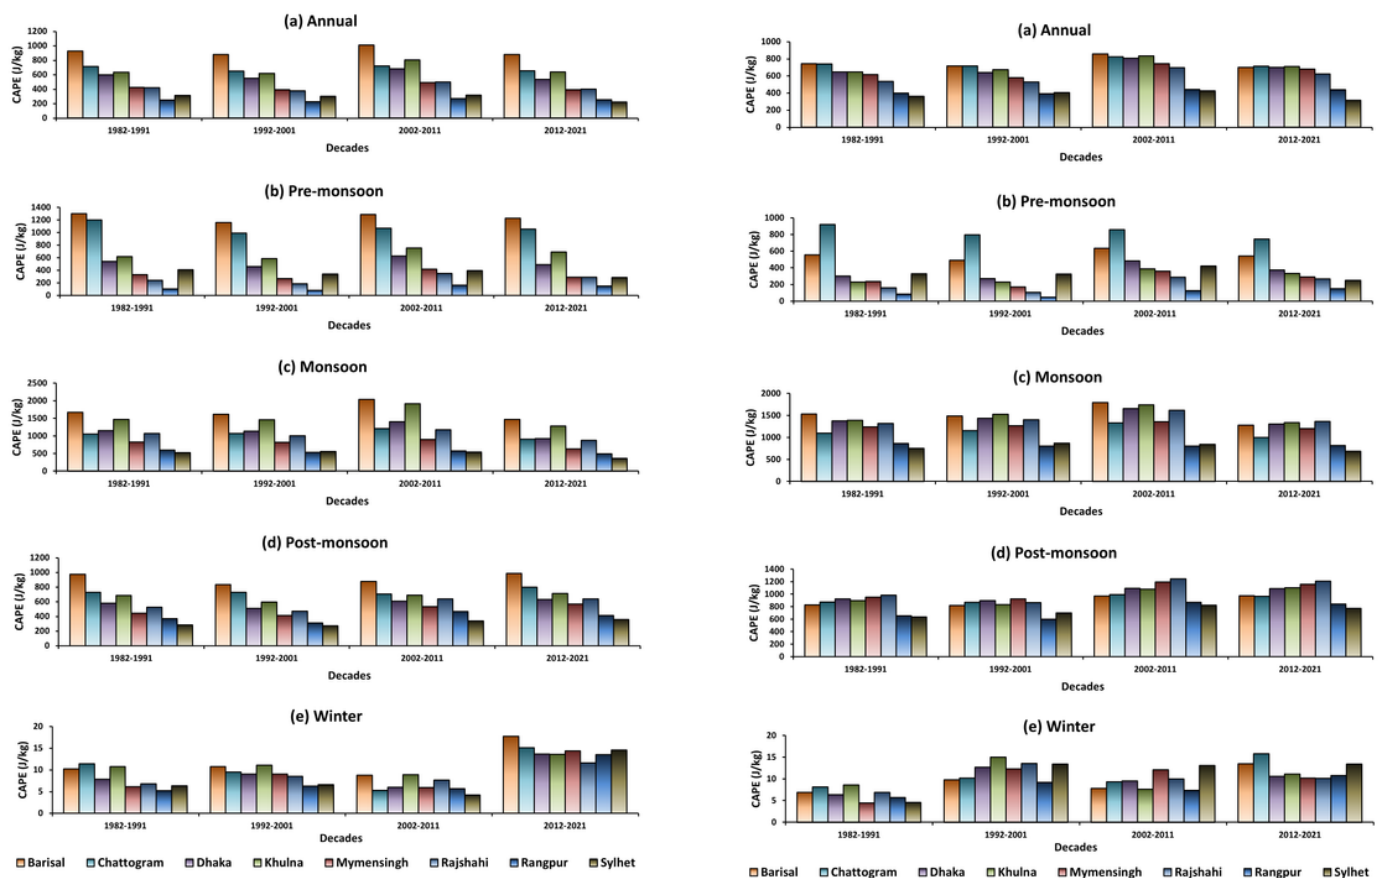 (a) Annual
CAPE (J/kg)
1200
1000
800
600
400
200
0
1982-1991 1992-2001 2002-2011 2012-2021
Decades
(b) Pre-monsoon
CAPE (J/kg)
1400
1200
1000
800
600
400
200
0
1982-1991 1992-2001 2002-2011 2012-2021
Decades
(c) Monsoon
CAPE (J/kg)
2500
2000
1500
1000
500
0
1982-1991 1992-2001 2002-2011 2012-2021
Decades
(d) Post-monsoon
CAPE (J/kg)
1200
1000
800
600
400
200
0
1982-1991 1992-2001 2002-2011 2012-2021
Decades
(e) Winter
CAPE (J/kg)
20
15
10
5
0
1982-1991 1992-2001 2002-2011 2012-2021
Decades
Barisal Chattogram Dhaka Khulna Mymensingh Rajshahi Rangpur Sylhet
(a) Annual
CAPE (J/kg)
1000
800
600
400
200
0
1982-1991 1992-2001 2002-2011 2012-2021
Decades
(b) Pre-monsoon
CAPE (J/kg)
1000
800
600
400
200
0
1982-1991 1992-2001 2002-2011 2012-2021
Decades
(c) Monsoon
CAPE (J/kg)
2000
1500
1000
500
0
1982-1991 1992-2001 2002-2011 2012-2021
Decades
(d) Post-monsoon
CAPE (J/kg)
1400
1200
1000
800
600
400
200
0
1982-1991 1992-2001 2002-2011 2012-2021
Decades
(e) Winter
CAPE (J/kg)
20
15
10
5
0
1982-1991 1992-2001 2002-2011 2012-2021
Decades
Barisal Chattogram Dhaka Khulna Mymensingh Rajshahi Rangpur Sylhet